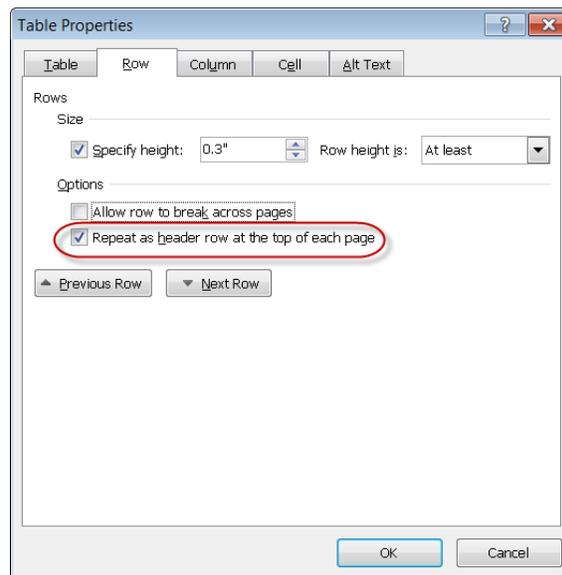 Table Properties
Table Row Column Cell Alt Text
Rows
Size
Specify height: 0.3" Row height is: At least
Options
Allow row to break across pages
Repeat as header row at the top of each page
Previous Row Next Row
OK Cancel